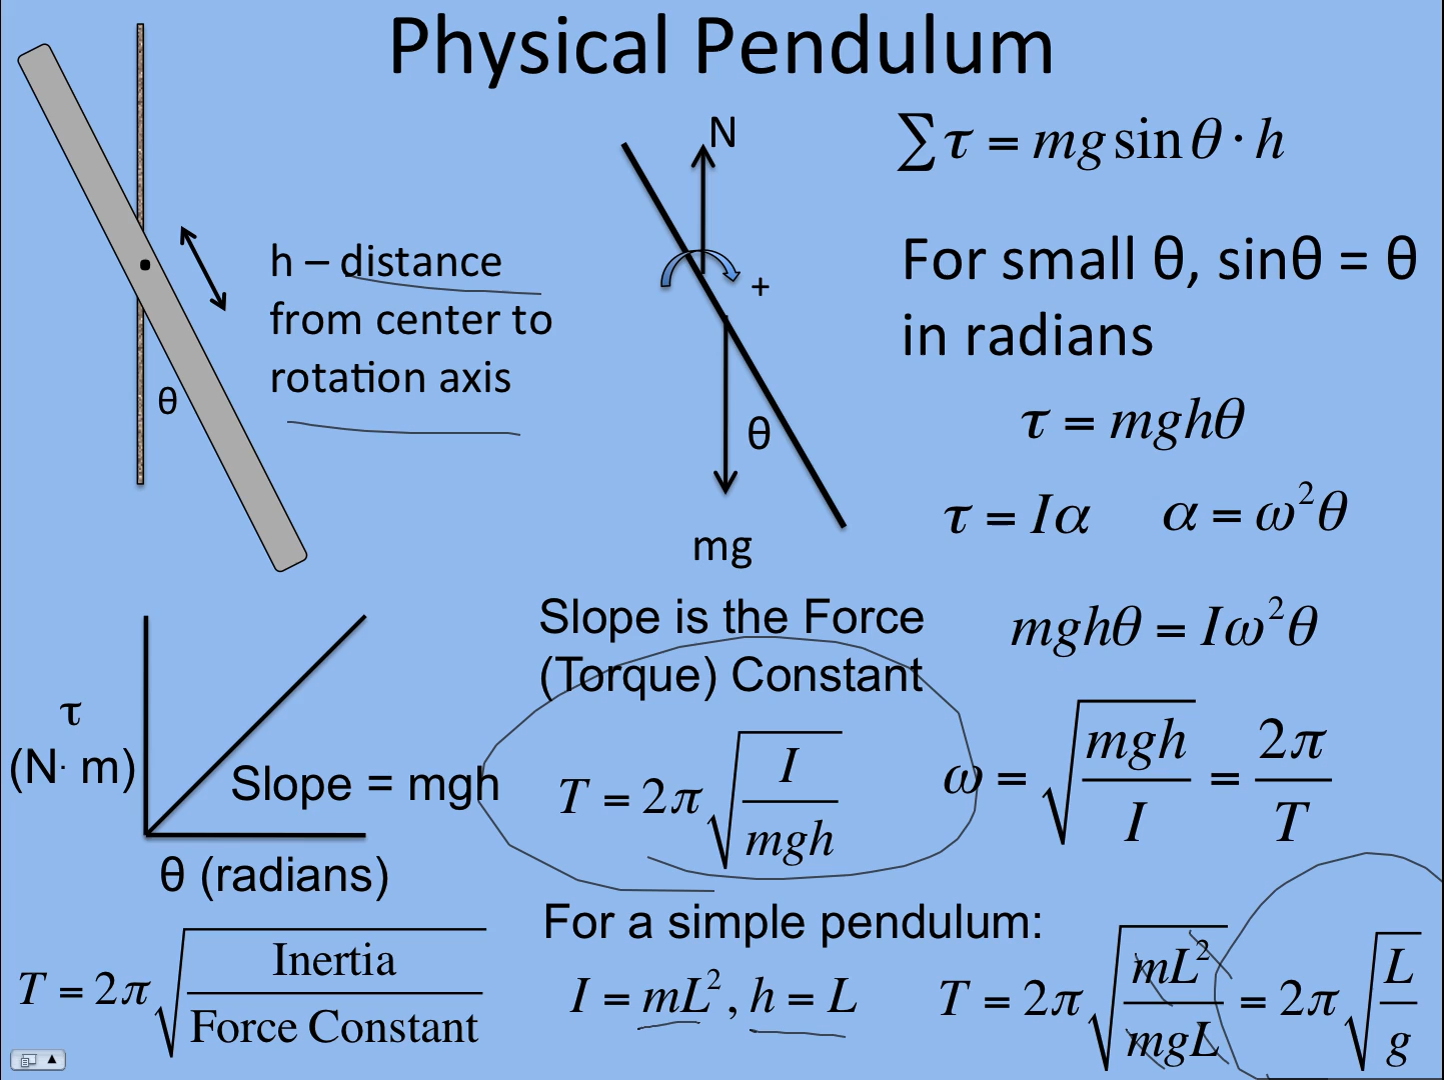 Physical Pendulum
N
∑τ = mg sin θ · h
h – distance
from center to
rotation axis
+
For small θ, sinθ = θ
in radians
θ
θ
τ = mghθ
τ = Iα α = ω²θ
mg
Slope is the Force
(Torque) Constant
mghθ = Iω²θ
τ
(N· m)
Slope = mgh
θ (radians)
T = 2π√(I/mgh)
ω = √(mgh/I) = 2π/T
T = 2π√(Inertia/Force Constant)
For a simple pendulum:
I = mL², h = L
T = 2π√(mL²/mgL) = 2π√(L/g)